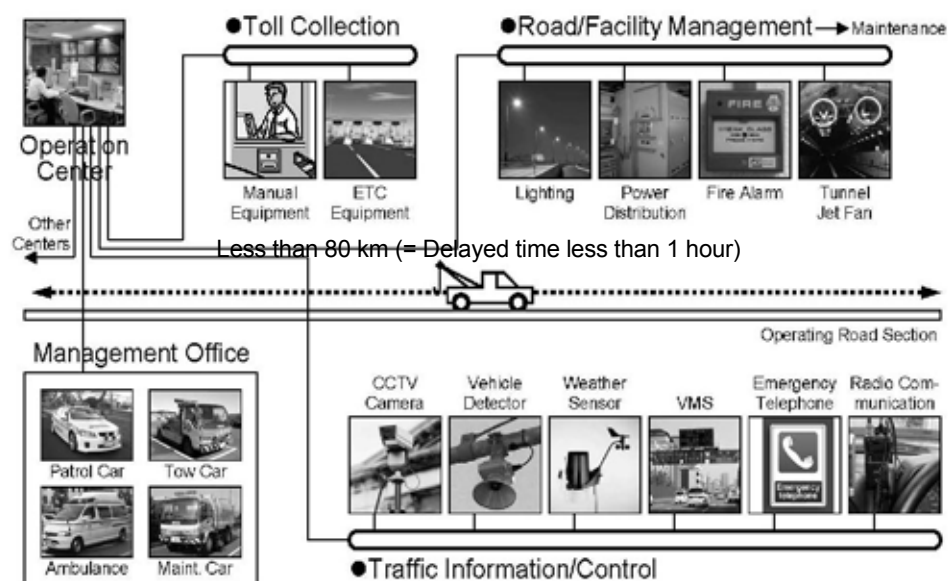 ●Toll Collection
●Road/Facility Management
Maintenance
Operation
Center
Manual
Equipment
ETC
Equipment
Lighting
Power
Distribution
FIRE
Fire Alarm
Tunnel
Jet Fan
Other
Centers
Less than 80 km (= Delayed time less than 1 hour)
Operating Road Section
Management Office
Patrol Car
Tow Car
Ambulance
Maint. Car
CCTV
Camera
Vehicle
Detector
Weather
Sensor
VMS
Emergency
Telephone
Emergency
telephone
Radio Com-
munication
●Traffic Information/Control